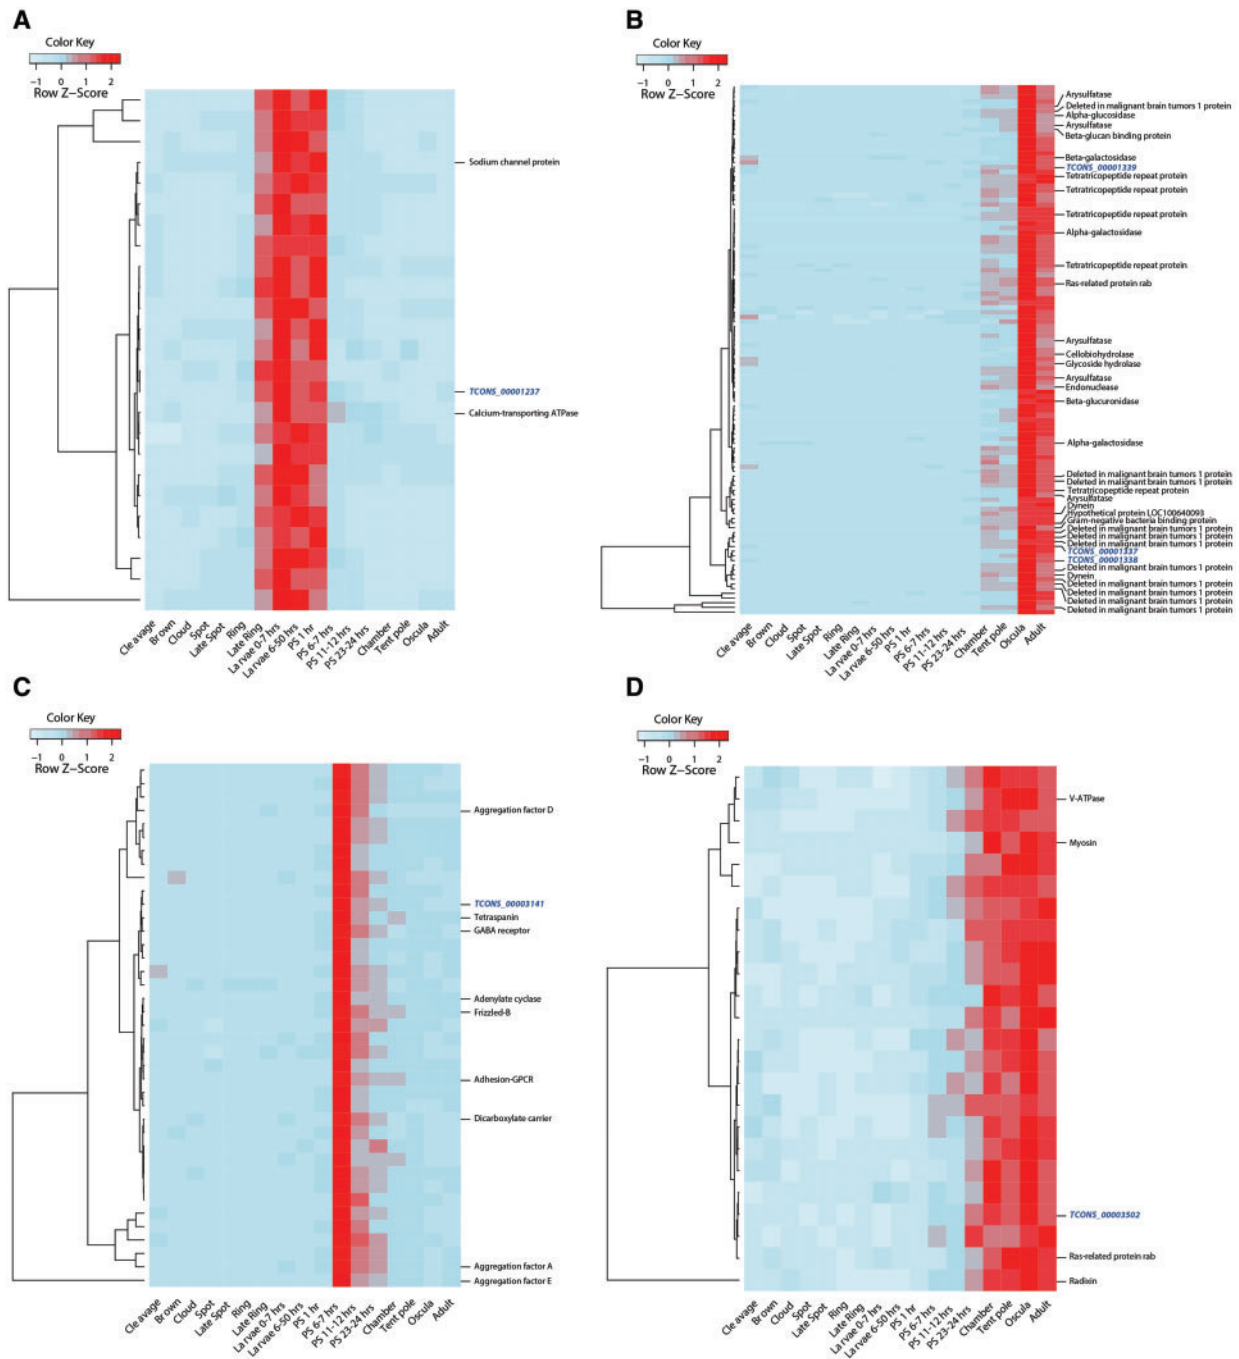 A
Color Key
−1 0 1 2
Row Z−Score
Sodium channel protein
TCONS_00001237
Calcium-transporting ATPase
Cle avage
Brown
Cloud
Spot
Late Spot
Ring
Late Ring
La rvae 0-7 hrs
La rvae 6-50 hrs
PS 1 hr
PS 6-7 hrs
PS 11-12 hrs
PS 23-24 hrs
Chamber
Tent pole
Oscula
Adult
B
Color Key
−1 0 1 2
Row Z−Score
Arysulfatase
Deleted in malignant brain tumors 1 protein
Alpha-glucosidase
Arysulfatase
Beta-glucan binding protein
Beta-galactosidase
TCONS_00001339
Tetratricopeptide repeat protein
Tetratricopeptide repeat protein
Tetratricopeptide repeat protein
Alpha-galactosidase
Tetratricopeptide repeat protein
Ras-related protein rab
Arysulfatase
Cellobiohydrolase
Glycoside hydrolase
Arysulfatase
Endonuclease
Beta-glucuronidase
Alpha-galactosidase
Deleted in malignant brain tumors 1 protein
Deleted in malignant brain tumors 1 protein
Tetratricopeptide repeat protein
Arysulfatase
Dynein
Hypothetical protein LOC100640093
Gram-negative bacteria binding protein
Deleted in malignant brain tumors 1 protein
Deleted in malignant brain tumors 1 protein
Deleted in malignant brain tumors 1 protein
TCONS_00001337
TCONS_00001338
Deleted in malignant brain tumors 1 protein
Dynein
Deleted in malignant brain tumors 1 protein
Deleted in malignant brain tumors 1 protein
Deleted in malignant brain tumors 1 protein
Cle avage
Brown
Cloud
Spot
Late Spot
Ring
Late Ring
La rvae 0-7 hrs
La rvae 6-50 hrs
PS 1 hr
PS 6-7 hrs
PS 11-12 hrs
PS 23-24 hrs
Chamber
Tent pole
Oscula
Adult
C
Color Key
−1 0 1 2
Row Z−Score
Aggregation factor D
TCONS_00003141
Tetraspanin
GABA receptor
Adenylate cyclase
Frizzled-B
Adhesion-GPCR
Dicarboxylate carrier
Aggregation factor A
Aggregation factor E
Cle avage
Brown
Cloud
Spot
Late Spot
Ring
Late Ring
La rvae 0-7 hrs
La rvae 6-50 hrs
PS 1 hr
PS 6-7 hrs
PS 11-12 hrs
PS 23-24 hrs
Chamber
Tent pole
Oscula
Adult
D
Color Key
−1 0 1 2
Row Z−Score
V-ATPase
Myosin
TCONS_00003502
Ras-related protein rab
Radixin
Cle avage
Brown
Cloud
Spot
Late Spot
Ring
Late Ring
La rvae 0-7 hrs
La rvae 6-50 hrs
PS 1 hr
PS 6-7 hrs
PS 11-12 hrs
PS 23-24 hrs
Chamber
Tent pole
Oscula
Adult